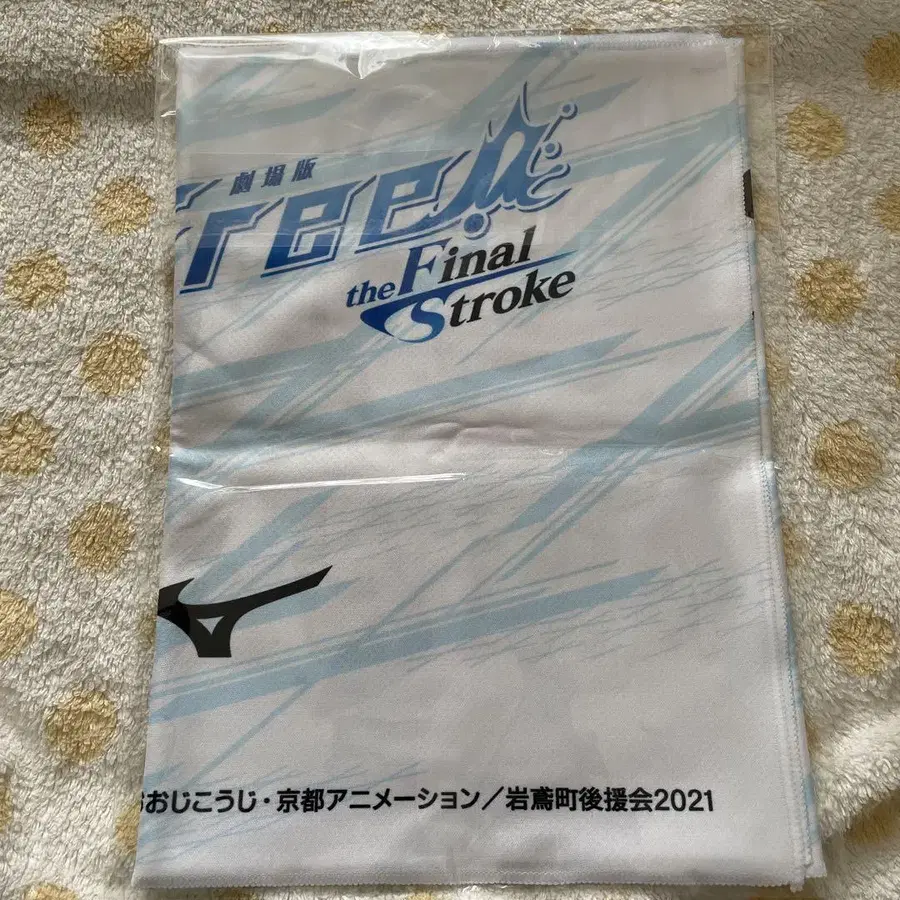 劇場版
Free
the Final
Stroke
おおじこうじ・京都アニメーション／岩鳶町後援会2021